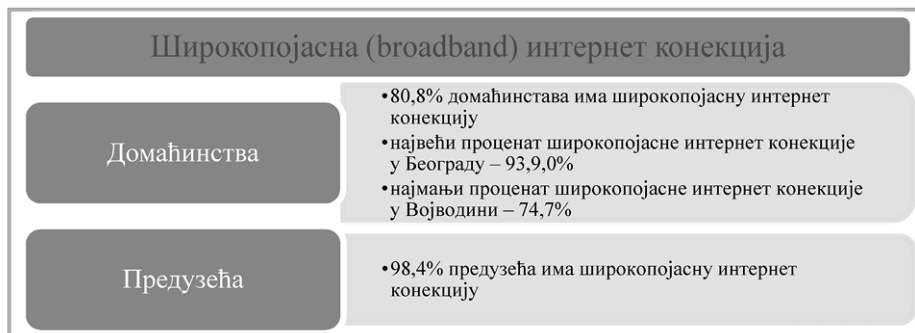 Широкопојасна (broadband) интернет конекција
Домаћинства
•80,8% домаћинстава има широкопојасну интернет
конекцију
•највећи проценат широкопојасне интернет конекције
у Београду – 93,9,0%
•најмањи проценат широкопојасне интернет конекције
у Војводини – 74,7%
Предузећа
•98,4% предузећа има широкопојасну интернет
конекцију